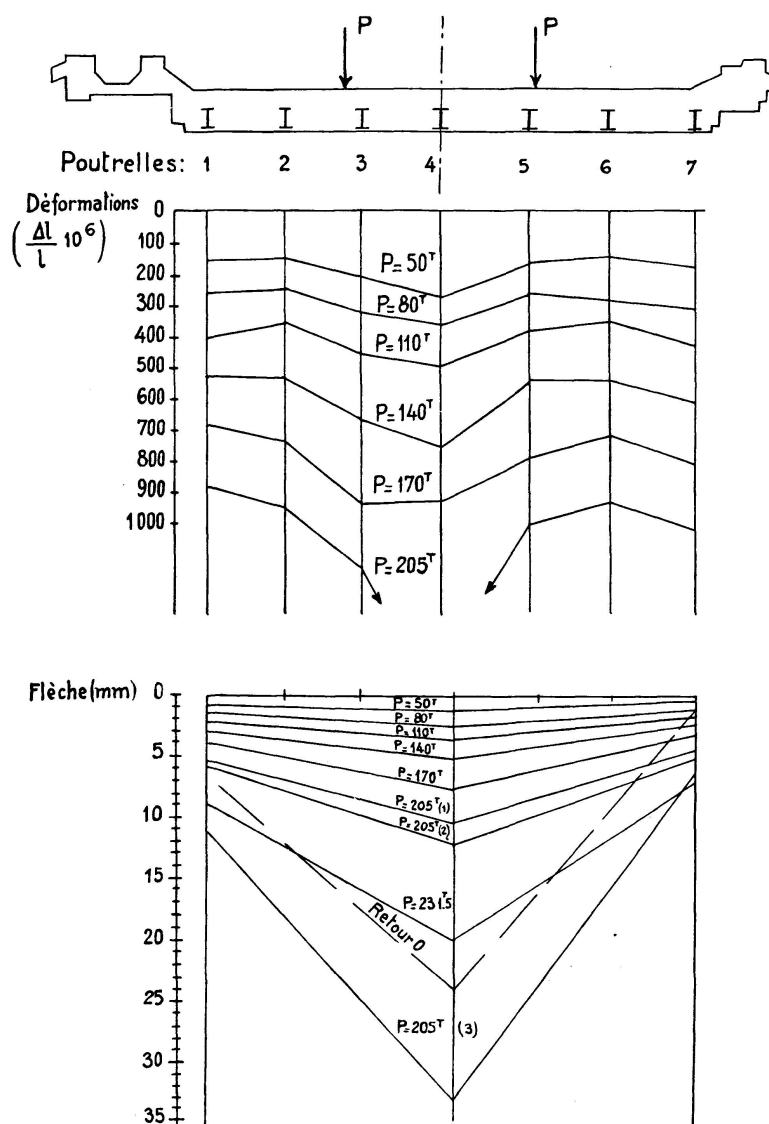 P P
Poutrelles: 1 2 3 4 5 6 7
Déformations
(Δl/l 10⁶)
0
100
200
300
400
500
600
700
800
900
1000
P=50ᵀ
P=80ᵀ
P=110ᵀ
P=140ᵀ
P=170ᵀ
P=205ᵀ
Flèche(mm)
0
5
10
15
20
25
30
35
P=50ᵀ
P=80ᵀ
P=110ᵀ
P=140ᵀ
P=170ᵀ
P=205ᵀ(1)
P=205ᵀ(2)
P=231ᵀ.5
Retour 0
P=205ᵀ (3)